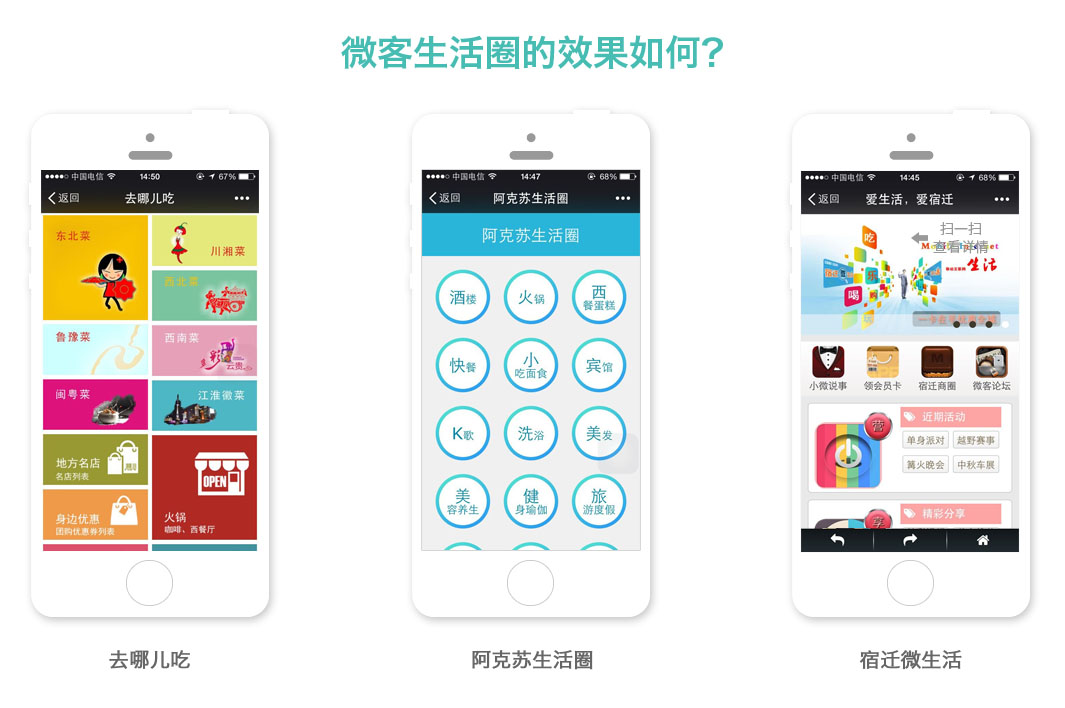 微客生活圈的效果如何?
中国电信 14:50 67%
返回 去哪儿吃
东北菜
川湘菜
西北菜
鲁豫菜
西南菜
闽粤菜
江淮徽菜
地方名店
名店列表
OPEN
身边优惠
团购优惠券列表
火锅
咖啡、西餐厅
去哪儿吃
中国电信 14:47 68%
返回 阿克苏生活圈
阿克苏生活圈
酒楼
火锅
西
餐蛋糕
快餐
小
吃面食
宾馆
K歌
洗浴
美发
美
容养生
健
身瑜伽
旅
游度假
阿克苏生活圈
中国电信 14:45 68%
返回 爱生活，爱宿迁
扫一扫
查看详情
生活
吃
乐
喝
购
小微说事
领会员卡
宿迁商圈
微客论坛
营
近期活动
单身派对
越野赛事
篝火晚会
中秋车展
享
精彩分享
宿迁微生活